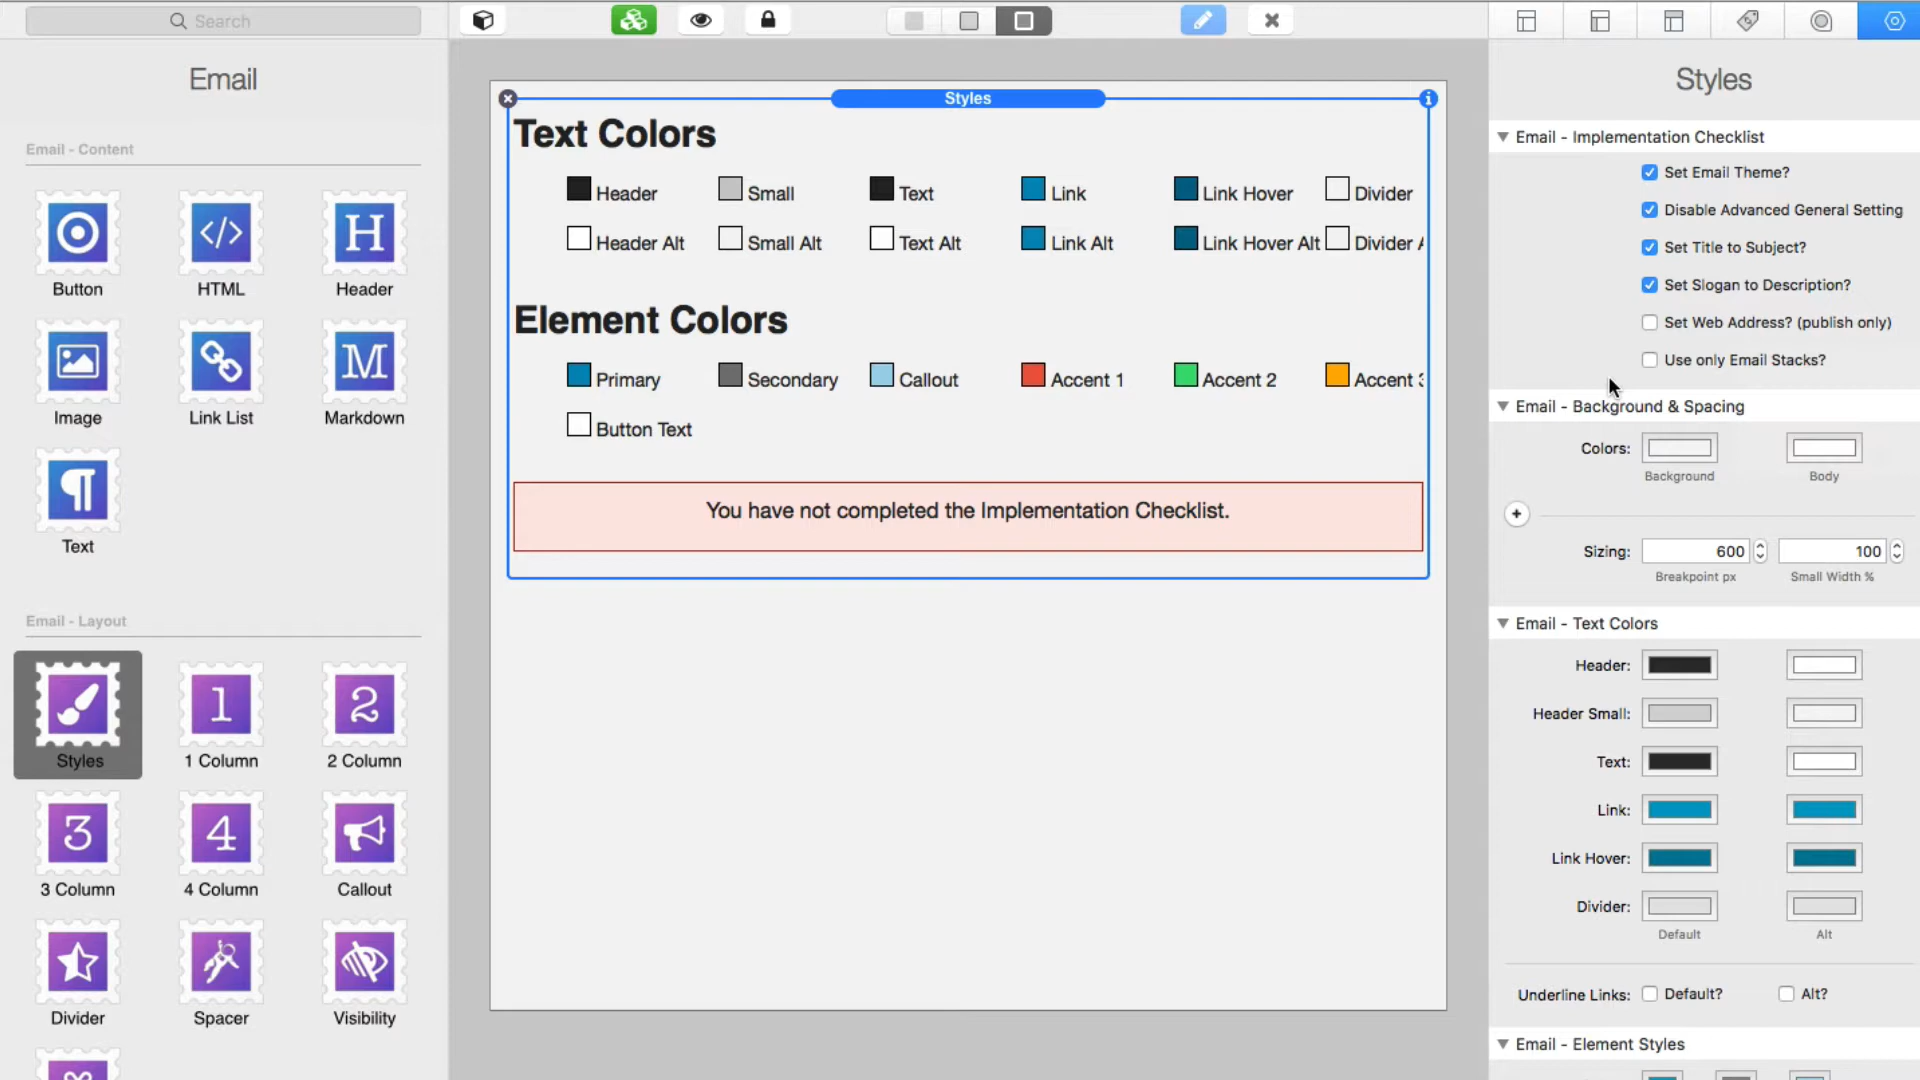 Search
Email
Email - Content
Button
HTML
Header
Image
Link List
Markdown
Text
Email - Layout
Styles
1 Column
2 Column
3 Column
4 Column
Callout
Divider
Spacer
Visibility
Styles
Text Colors
Header
Small
Text
Link
Link Hover
Divider
Header Alt
Small Alt
Text Alt
Link Alt
Link Hover Alt
Divider A
Element Colors
Primary
Secondary
Callout
Accent 1
Accent 2
Accent 3
Button Text
You have not completed the Implementation Checklist.
Styles
Email - Implementation Checklist
Set Email Theme?
Disable Advanced General Setting
Set Title to Subject?
Set Slogan to Description?
Set Web Address? (publish only)
Use only Email Stacks?
Email - Background & Spacing
Colors:
Background
Body
Sizing:
600
100
Breakpoint px
Small Width %
Email - Text Colors
Header:
Header Small:
Text:
Link:
Link Hover:
Divider:
Default
Alt
Underline Links:
Default?
Alt?
Email - Element Styles